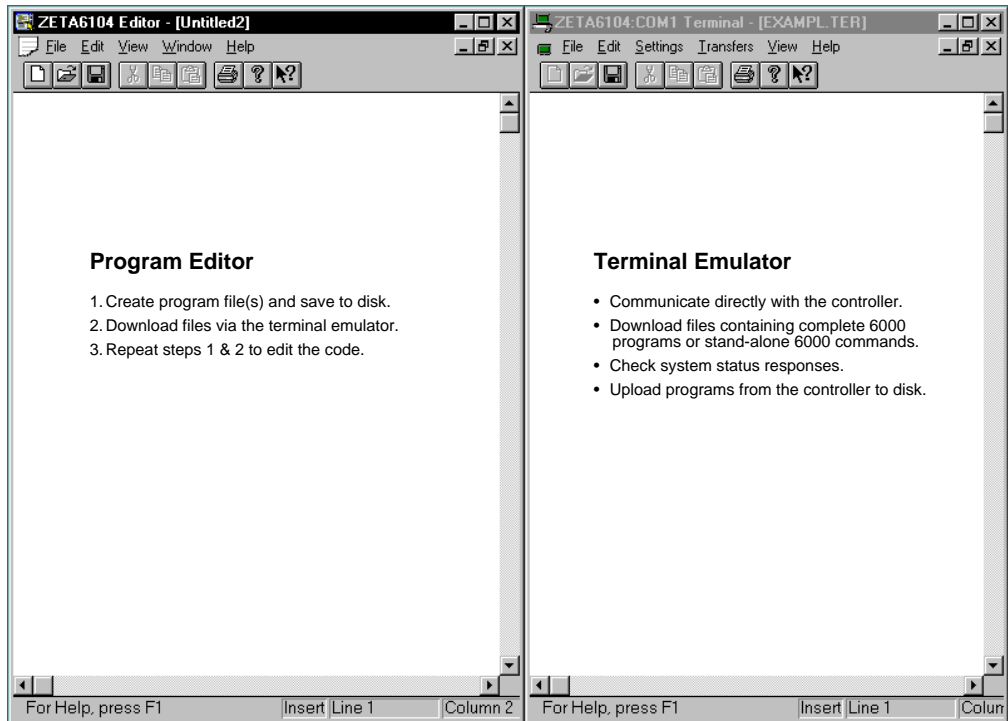 ZETA6104 Editor - [Untitled2]
File Edit View Window Help
Program Editor
1. Create program file(s) and save to disk.
2. Download files via the terminal emulator.
3. Repeat steps 1 & 2 to edit the code.
For Help, press F1
Insert
Line 1
Column 2
ZETA6104:COM1 Terminal - [EXAMPL.TER]
File Edit Settings Transfers View Help
Terminal Emulator
• Communicate directly with the controller.
• Download files containing complete 6000
programs or stand-alone 6000 commands.
• Check system status responses.
• Upload programs from the controller to disk.
For Help, press F1
Insert
Line 1
Colum